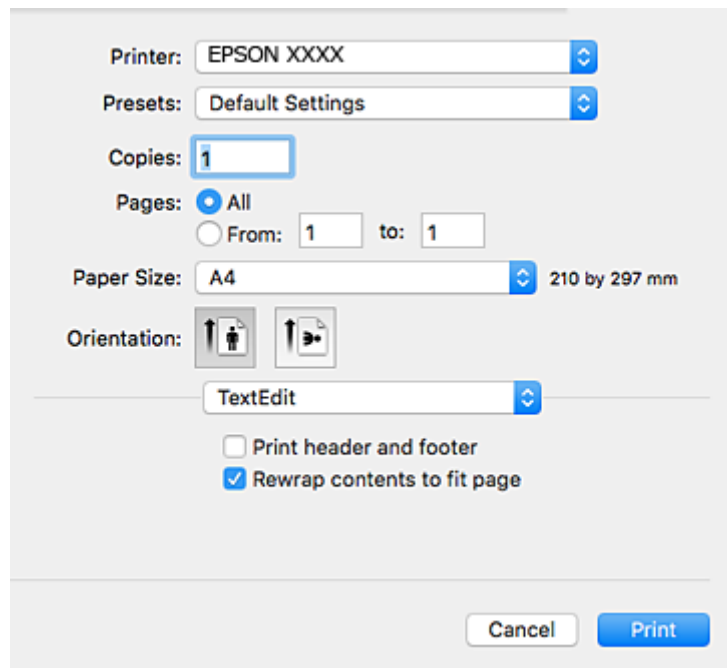 Printer: EPSON XXXX
Presets: Default Settings
Copies: 1
Pages: All
From: 1 to: 1
Paper Size: A4 210 by 297 mm
Orientation:
TextEdit
Print header and footer
Rewrap contents to fit page
Cancel Print